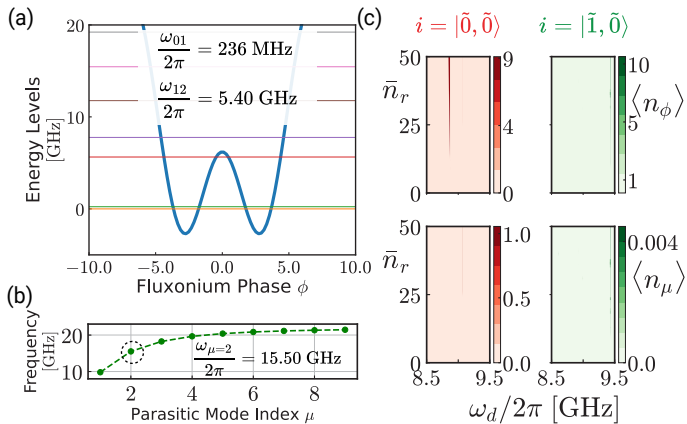 (a)
20
10
0
Energy Levels
[GHz]
ω01/2π = 236 MHz
ω12/2π = 5.40 GHz
−10.0 −5.0 0.0 5.0 10.0
Fluxonium Phase ϕ
(b)
20
10
Frequency
[GHz]
ωμ=2/2π = 15.50 GHz
2 4 6 8
Parasitic Mode Index μ
(c)
i = |0̃, 0̃⟩ i = |1̃, 0̃⟩
n̄r
50
25
0
9
4
0
10
5
1
⟨nϕ⟩
n̄r
50
25
0
1.0
0.5
0.0
0.004
0.0
⟨nμ⟩
8.5 9.5 8.5 9.5
ωd/2π [GHz]